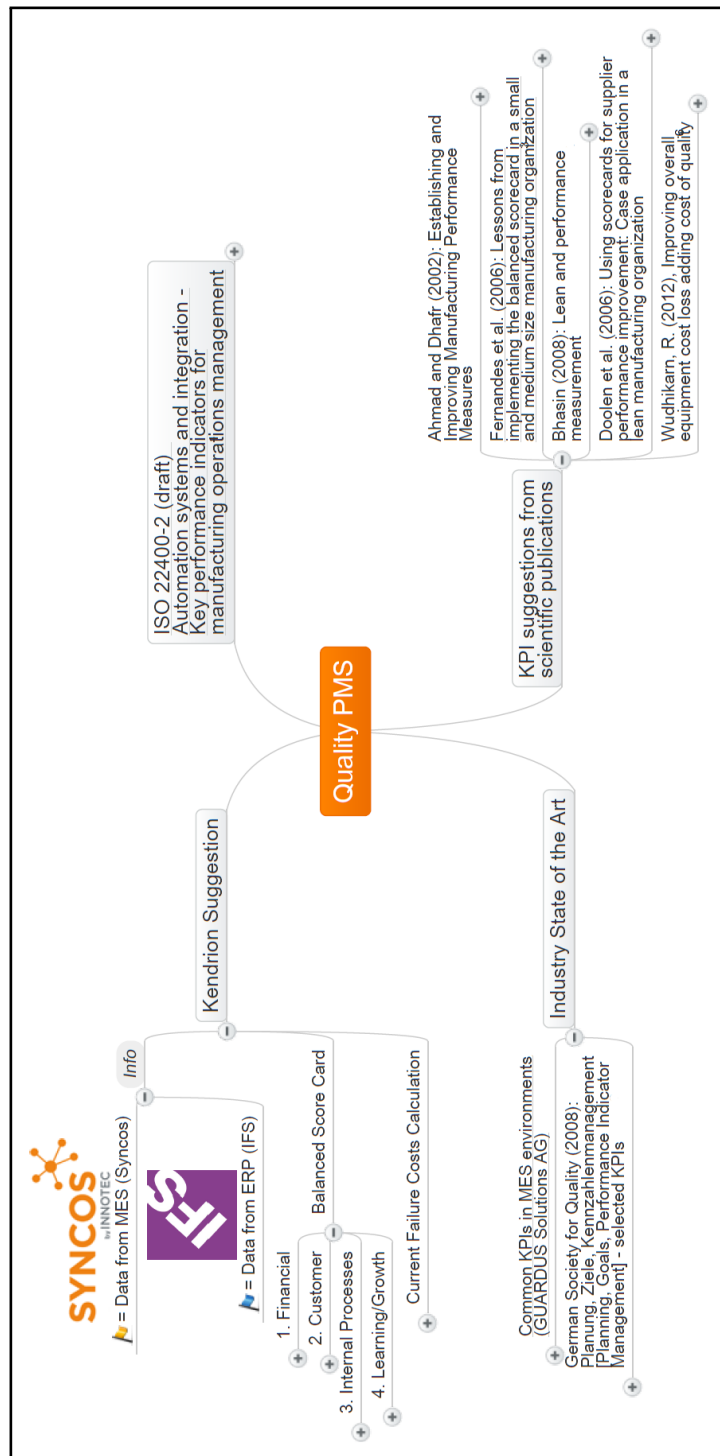 SYNCOS
by INNOTEC
= Data from MES (Syncos)
IFS
= Data from ERP (IFS)
Info
Kendrion Suggestion
1. Financial
2. Customer
3. Internal Processes
4. Learning/Growth
Balanced Score Card
Current Failure Costs Calculation
Quality PMS
ISO 22400-2 (draft)
Automation systems and integration -
Key performance indicators for
manufacturing operations management
Industry State of the Art
Common KPIs in MES environments
(GUARDUS Solutions AG)
German Society for Quality (2008):
Planung, Ziele, Kennzahlenmanagement
[Planning, Goals, Performance Indicator
Management] - selected KPIs
KPI suggestions from
scientific publications
Ahmad and Dhafr (2002): Establishing and
Improving Manufacturing Performance
Measures
Fernandes et al. (2006): Lessons from
implementing the balanced scorecard in a small
and medium size manufacturing organization
Bhasin (2008): Lean and performance
measurement
Doolen et al. (2006): Using scorecards for supplier
performance improvement: Case application in a
lean manufacturing organization
Wudhikarn, R. (2012), Improving overall
equipment cost loss adding cost of quality